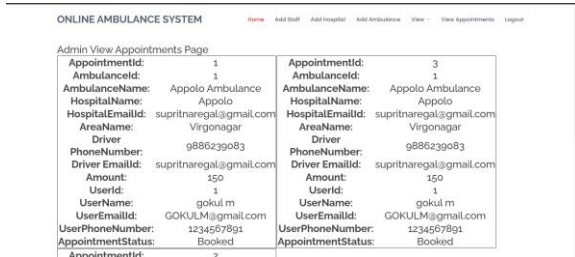 ONLINE AMBULANCE SYSTEM
Home Add Staff Add Hospital Add Ambulance View View Appointments Logout
Admin View Appointments Page
AppointmentId: 1
AmbulanceId: 1
AmbulanceName: Appolo Ambulance
HospitalName: Appolo
HospitalEmailId: supritnaregal@gmail.com
AreaName: Virgonagar
Driver
PhoneNumber: 9886239083
Driver EmailId: supritnaregal@gmail.com
Amount: 150
UserId: 1
UserName: gokul m
UserEmailId: GOKULM@gmail.com
UserPhoneNumber: 1234567891
AppointmentStatus: Booked
AppointmentId: 3
AmbulanceId: 1
AmbulanceName: Appolo Ambulance
HospitalName: Appolo
HospitalEmailId: supritnaregal@gmail.com
AreaName: Virgonagar
Driver
PhoneNumber: 9886239083
Driver EmailId: supritnaregal@gmail.com
Amount: 150
UserId: 1
UserName: gokul m
UserEmailId: GOKULM@gmail.com
UserPhoneNumber: 1234567891
AppointmentStatus: Booked
AppointmentId: 2